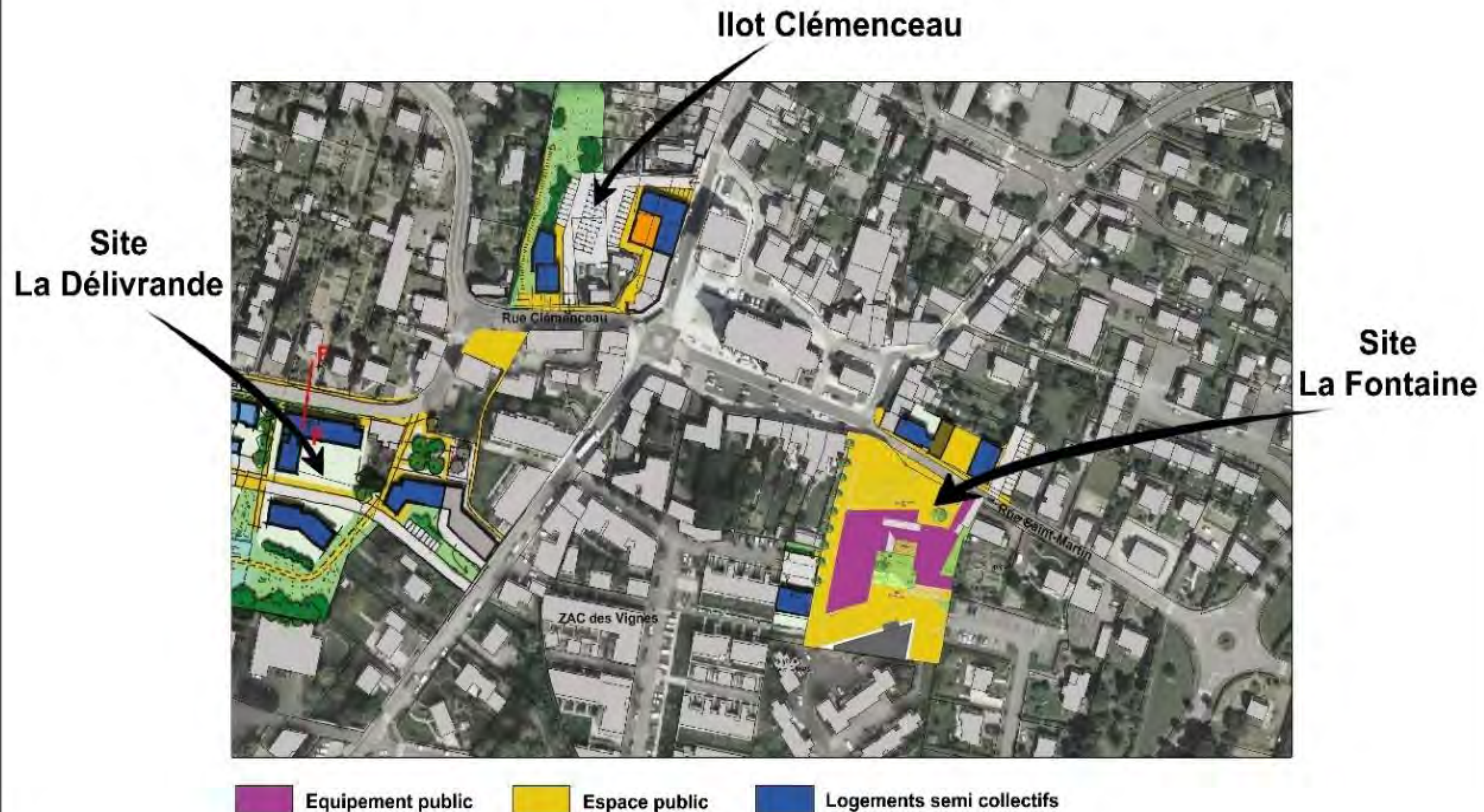 Ilot Clémenceau
Site
La Délivrande
Rue Clémenceau
Site
La Fontaine
Rue Saint-Martin
ZAC des Vignes
Equipement public
Espace public
Logements semi collectifs